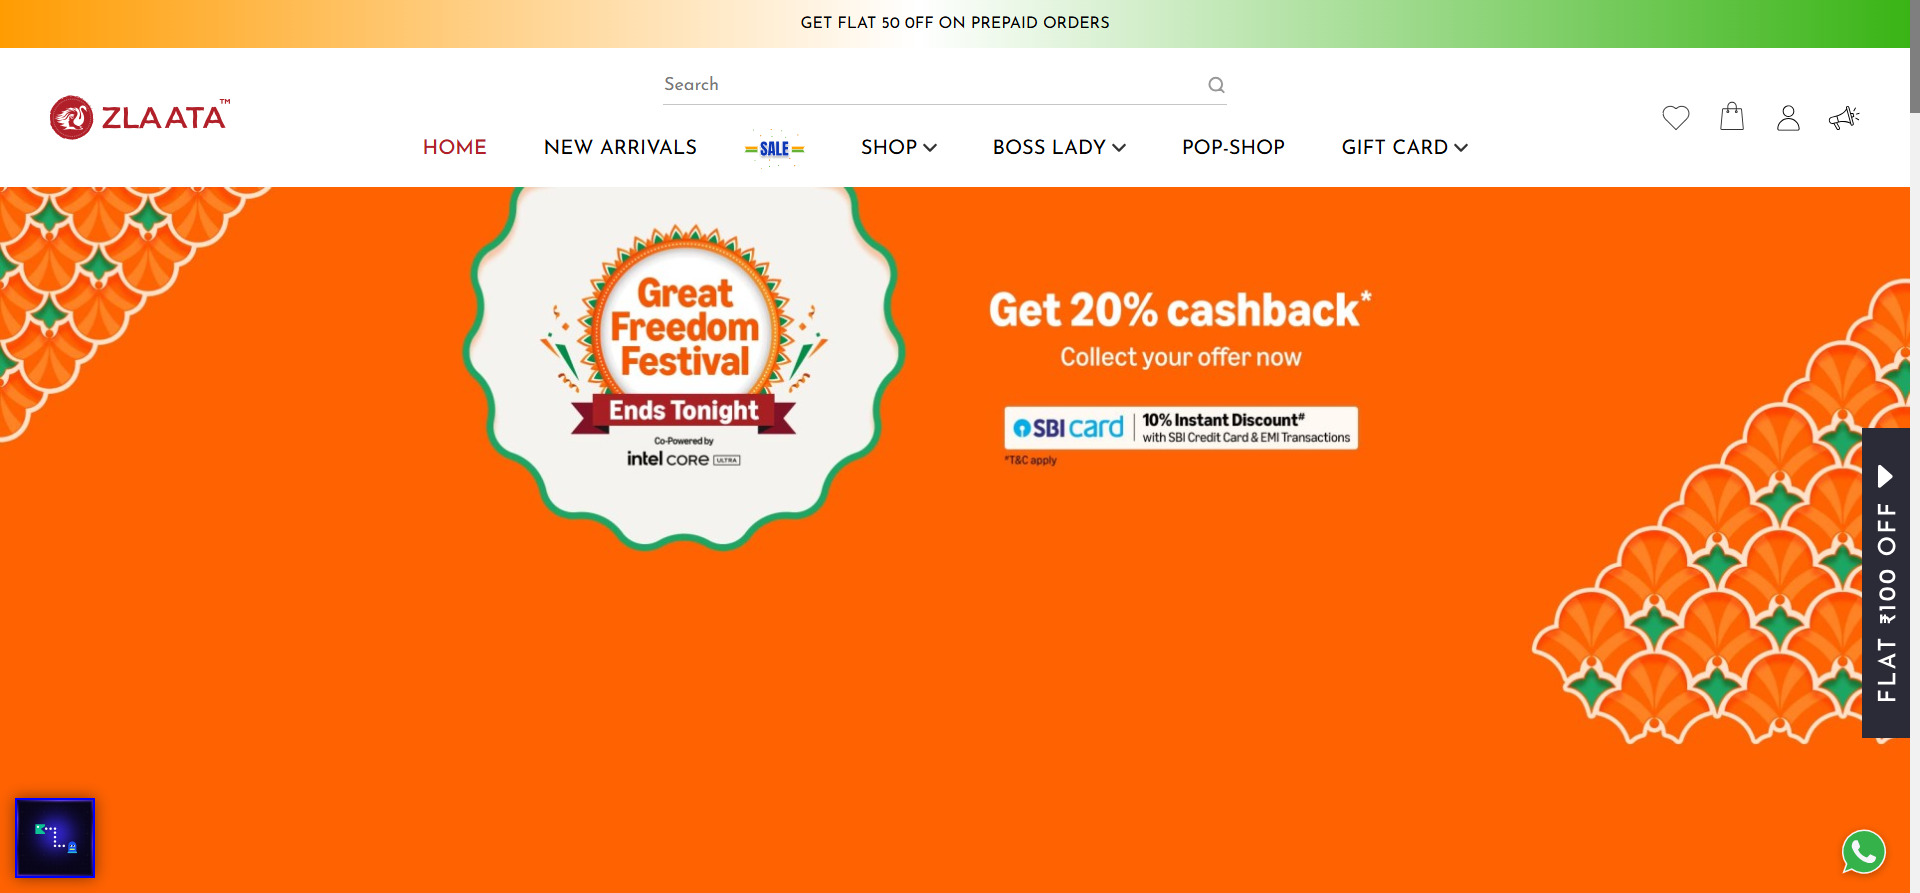 GET FLAT 50 OFF ON PREPAID ORDERS
ZLAATA™
Search
HOME
NEW ARRIVALS
SALE
SHOP
BOSS LADY
POP-SHOP
GIFT CARD
Great
Freedom
Festival
Ends Tonight
Co-Powered by
intel CORE ULTRA
Get 20% cashback*
Collect your offer now
SBI card
10% Instant Discount#
with SBI Credit Card & EMI Transactions
*T&C apply
FLAT ₹100 OFF